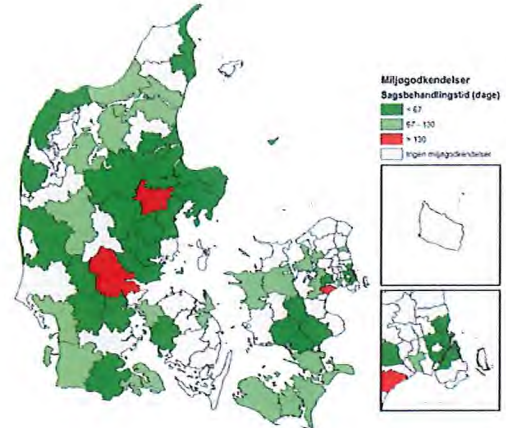 Miljøgodkendelser
Sagsbehandlingstid (dage)
< 67
67 - 130
> 130
Ingen miljøgodkendelser